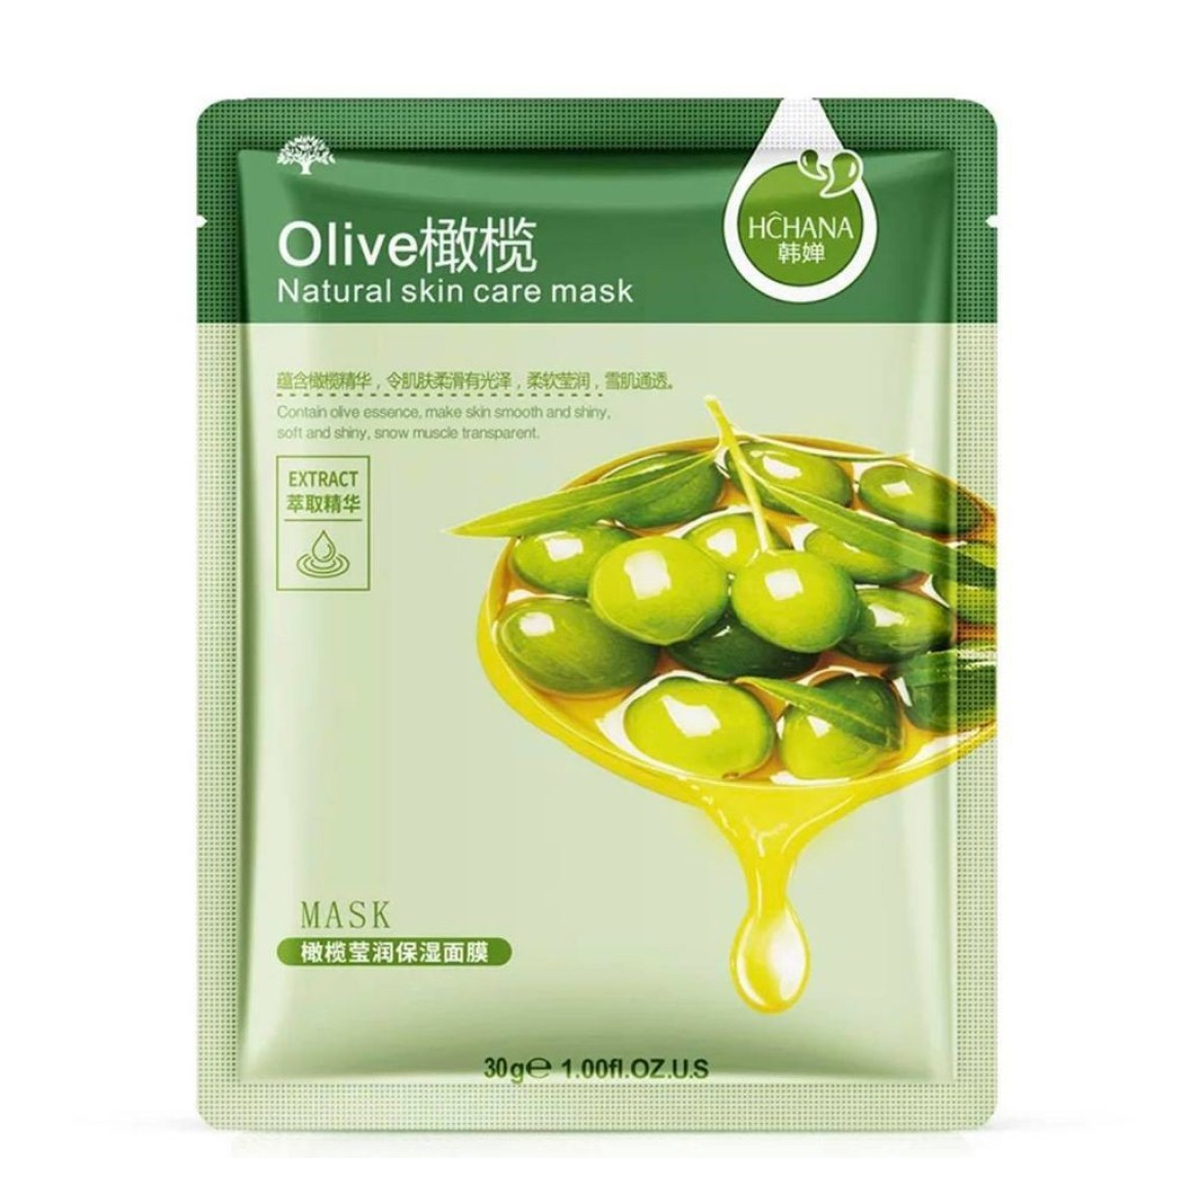 Olive橄榄
Natural skin care mask
HĈHANA
韩婵
蕴含橄榄精华，令肌肤柔滑有光泽，柔软莹润，雪肌通透。
Contain olive essence, make skin smooth and shiny,
soft and shiny, snow muscle transparent.
EXTRACT
萃取精华
MASK
橄榄莹润保湿面膜
30g℮ 1.00fl.OZ.U.S